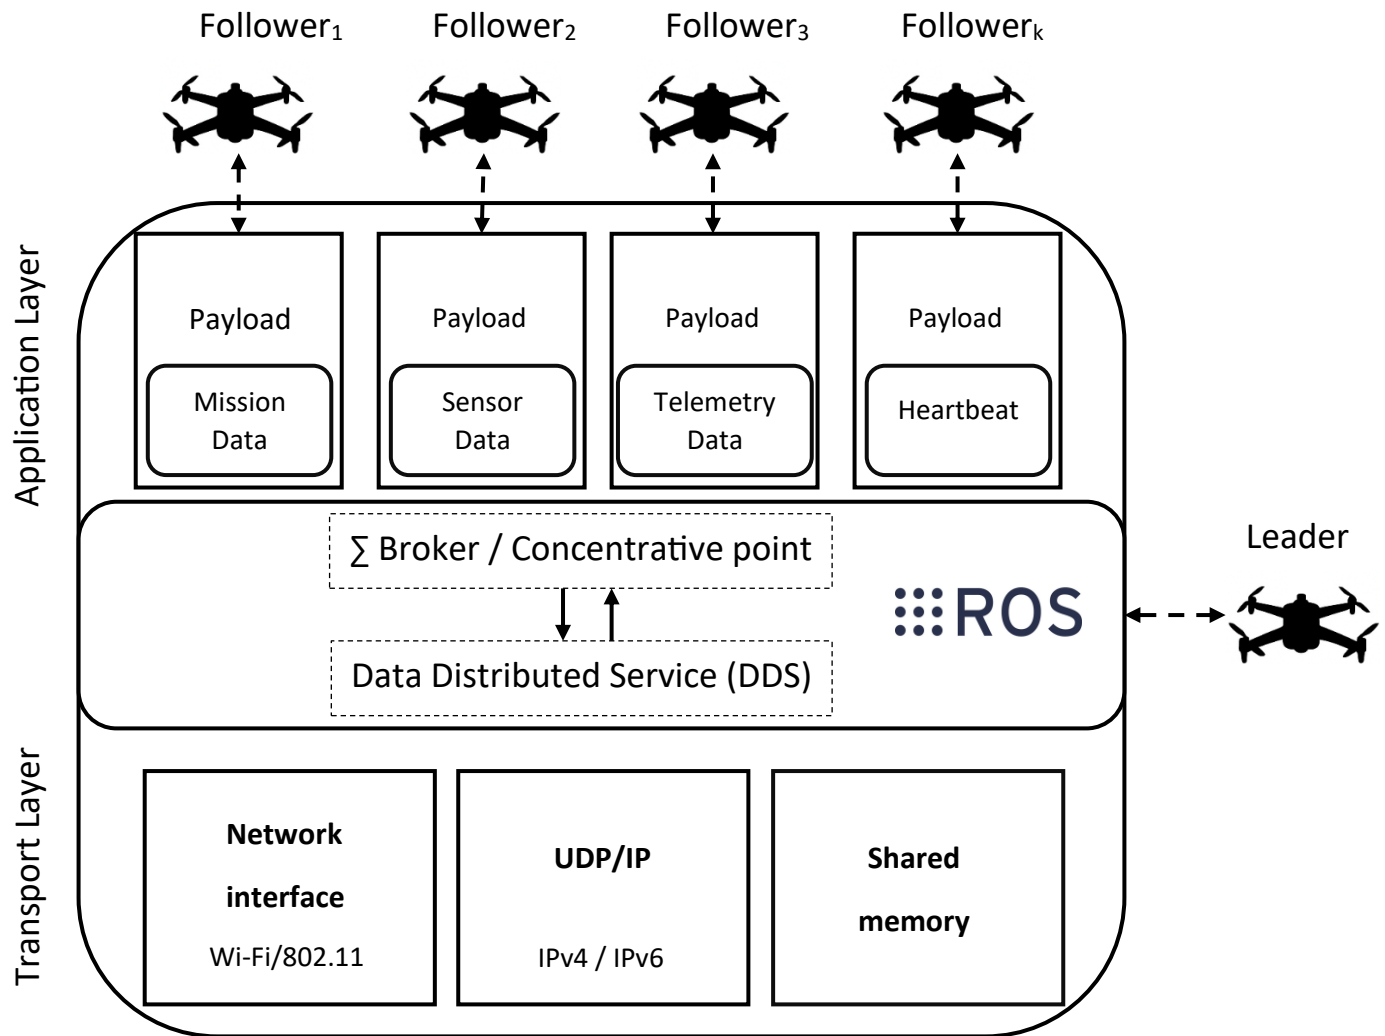 Follower₁
Follower₂
Follower₃
Followerₖ
Application Layer
Payload
Mission
Data
Payload
Sensor
Data
Payload
Telemetry
Data
Payload
Heartbeat
∑ Broker / Concentrative point
ROS
Data Distributed Service (DDS)
Leader
Transport Layer
Network
interface
Wi-Fi/802.11
UDP/IP
IPv4 / IPv6
Shared
memory